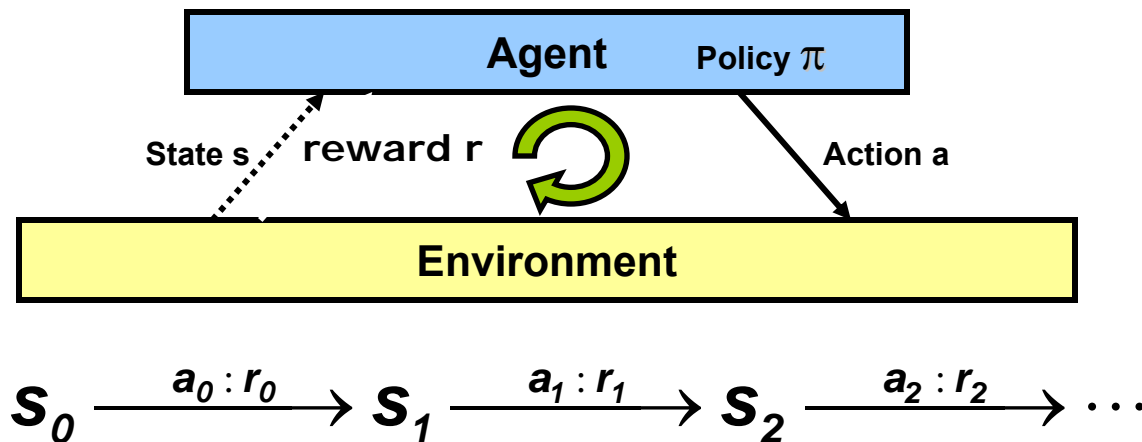 Agent Policy π
State s reward r Action a
Environment
s₀ a₀ : r₀ → s₁ a₁ : r₁ → s₂ a₂ : r₂ → ⋯